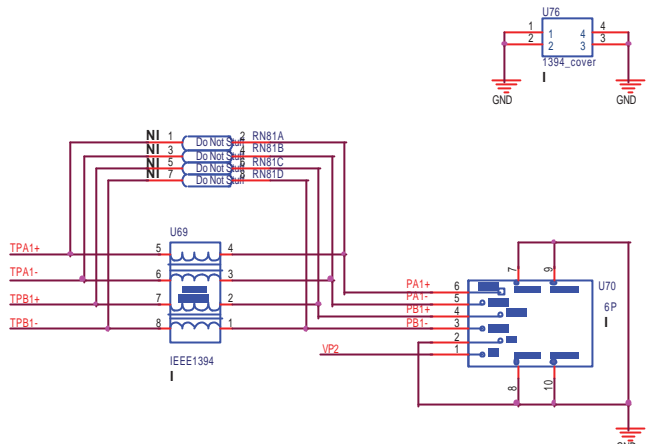 U76
1 1 4 4
2 2 3 3
1394_cover
I
GND GND
NI 1 Do Not Stuff 2 RN81A
NI 3 Do Not Stuff 4 RN81B
NI 5 Do Not Stuff 6 RN81C
NI 7 Do Not Stuff 8 RN81D
U69
TPA1+ 5 4
TPA1- 6 3
TPB1+ 7 2
TPB1- 8 1
IEEE1394
I
7 9
U70
PA1+ 6
PA1- 5
PB1+ 4
PB1- 3
2
VP2 1
6P
I
8 10
GND